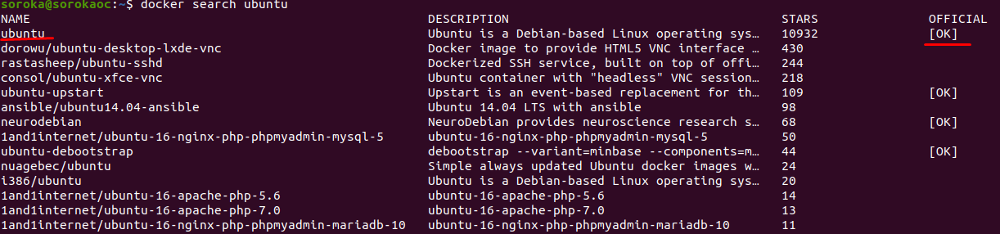 soroka@sorokaoc:~$ docker search ubuntu
NAME DESCRIPTION STARS OFFICIAL
ubuntu Ubuntu is a Debian-based Linux operating sys… 10932 [OK]
dorowu/ubuntu-desktop-lxde-vnc Docker image to provide HTML5 VNC interface … 430
rastasheep/ubuntu-sshd Dockerized SSH service, built on top of offi… 244
consol/ubuntu-xfce-vnc Ubuntu container with "headless" VNC session… 218
ubuntu-upstart Upstart is an event-based replacement for th… 109 [OK]
ansible/ubuntu14.04-ansible Ubuntu 14.04 LTS with ansible 98
neurodebian NeuroDebian provides neuroscience research s… 68 [OK]
1and1internet/ubuntu-16-nginx-php-phpmyadmin-mysql-5 ubuntu-16-nginx-php-phpmyadmin-mysql-5 50
ubuntu-debootstrap debootstrap --variant=minbase --components=m… 44 [OK]
nuagebec/ubuntu Simple always updated Ubuntu docker images w… 24
i386/ubuntu Ubuntu is a Debian-based Linux operating sys… 20
1and1internet/ubuntu-16-apache-php-5.6 ubuntu-16-apache-php-5.6 14
1and1internet/ubuntu-16-apache-php-7.0 ubuntu-16-apache-php-7.0 13
1and1internet/ubuntu-16-nginx-php-phpmyadmin-mariadb-10 ubuntu-16-nginx-php-phpmyadmin-mariadb-10 11